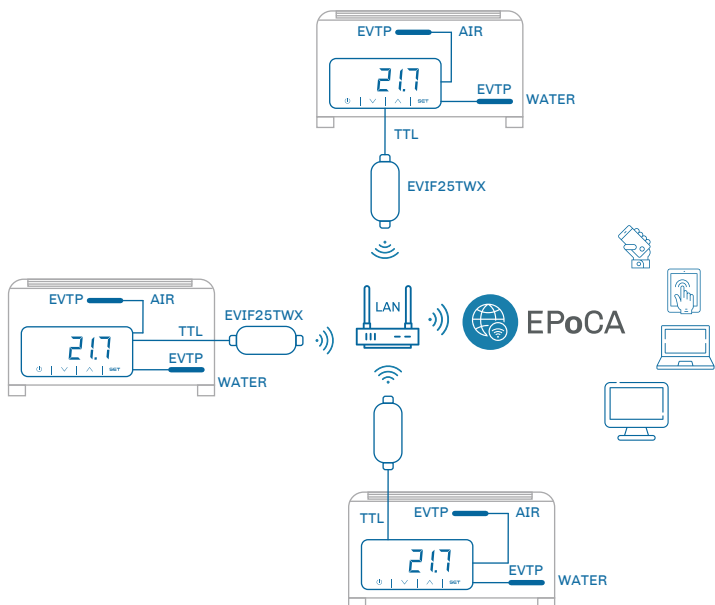 EVTP AIR
21.7
SET
EVTP
WATER
TTL
EVIF25TWX
LAN
EPoCA
EVTP AIR
21.7
SET
TTL
EVIF25TWX
EVTP
WATER
TTL
EVTP AIR
21.7
SET
EVTP
WATER